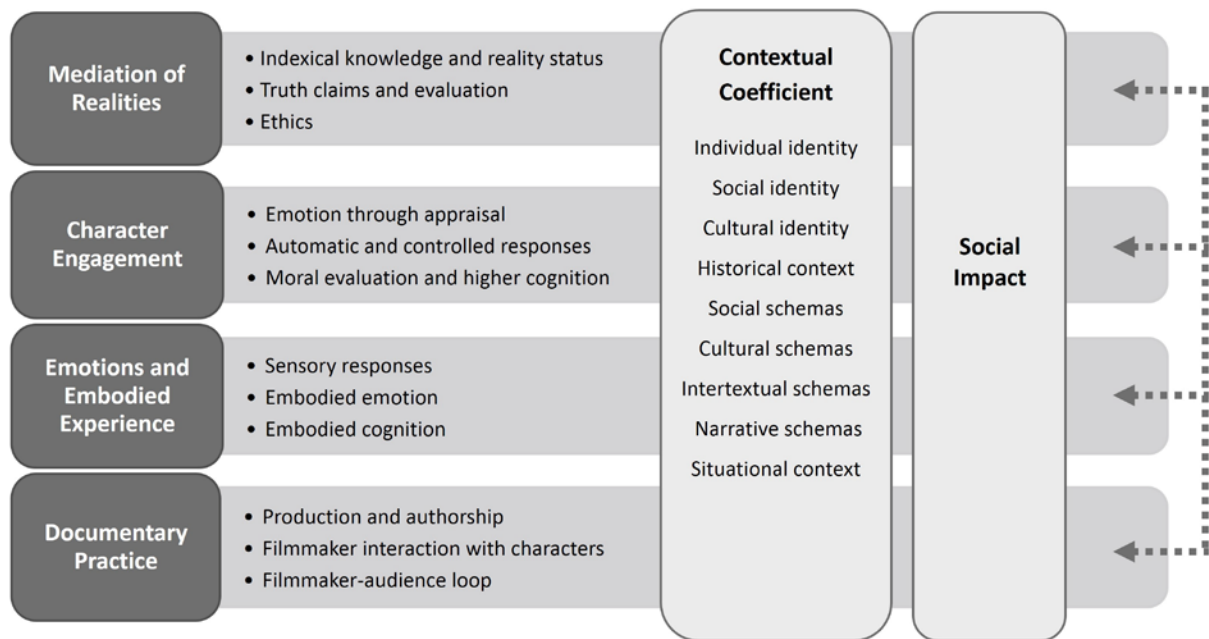 Mediation of
Realities
• Indexical knowledge and reality status
• Truth claims and evaluation
• Ethics
Character
Engagement
• Emotion through appraisal
• Automatic and controlled responses
• Moral evaluation and higher cognition
Emotions and
Embodied
Experience
• Sensory responses
• Embodied emotion
• Embodied cognition
Documentary
Practice
• Production and authorship
• Filmmaker interaction with characters
• Filmmaker-audience loop
Contextual
Coefficient
Individual identity
Social identity
Cultural identity
Historical context
Social schemas
Cultural schemas
Intertextual schemas
Narrative schemas
Situational context
Social
Impact